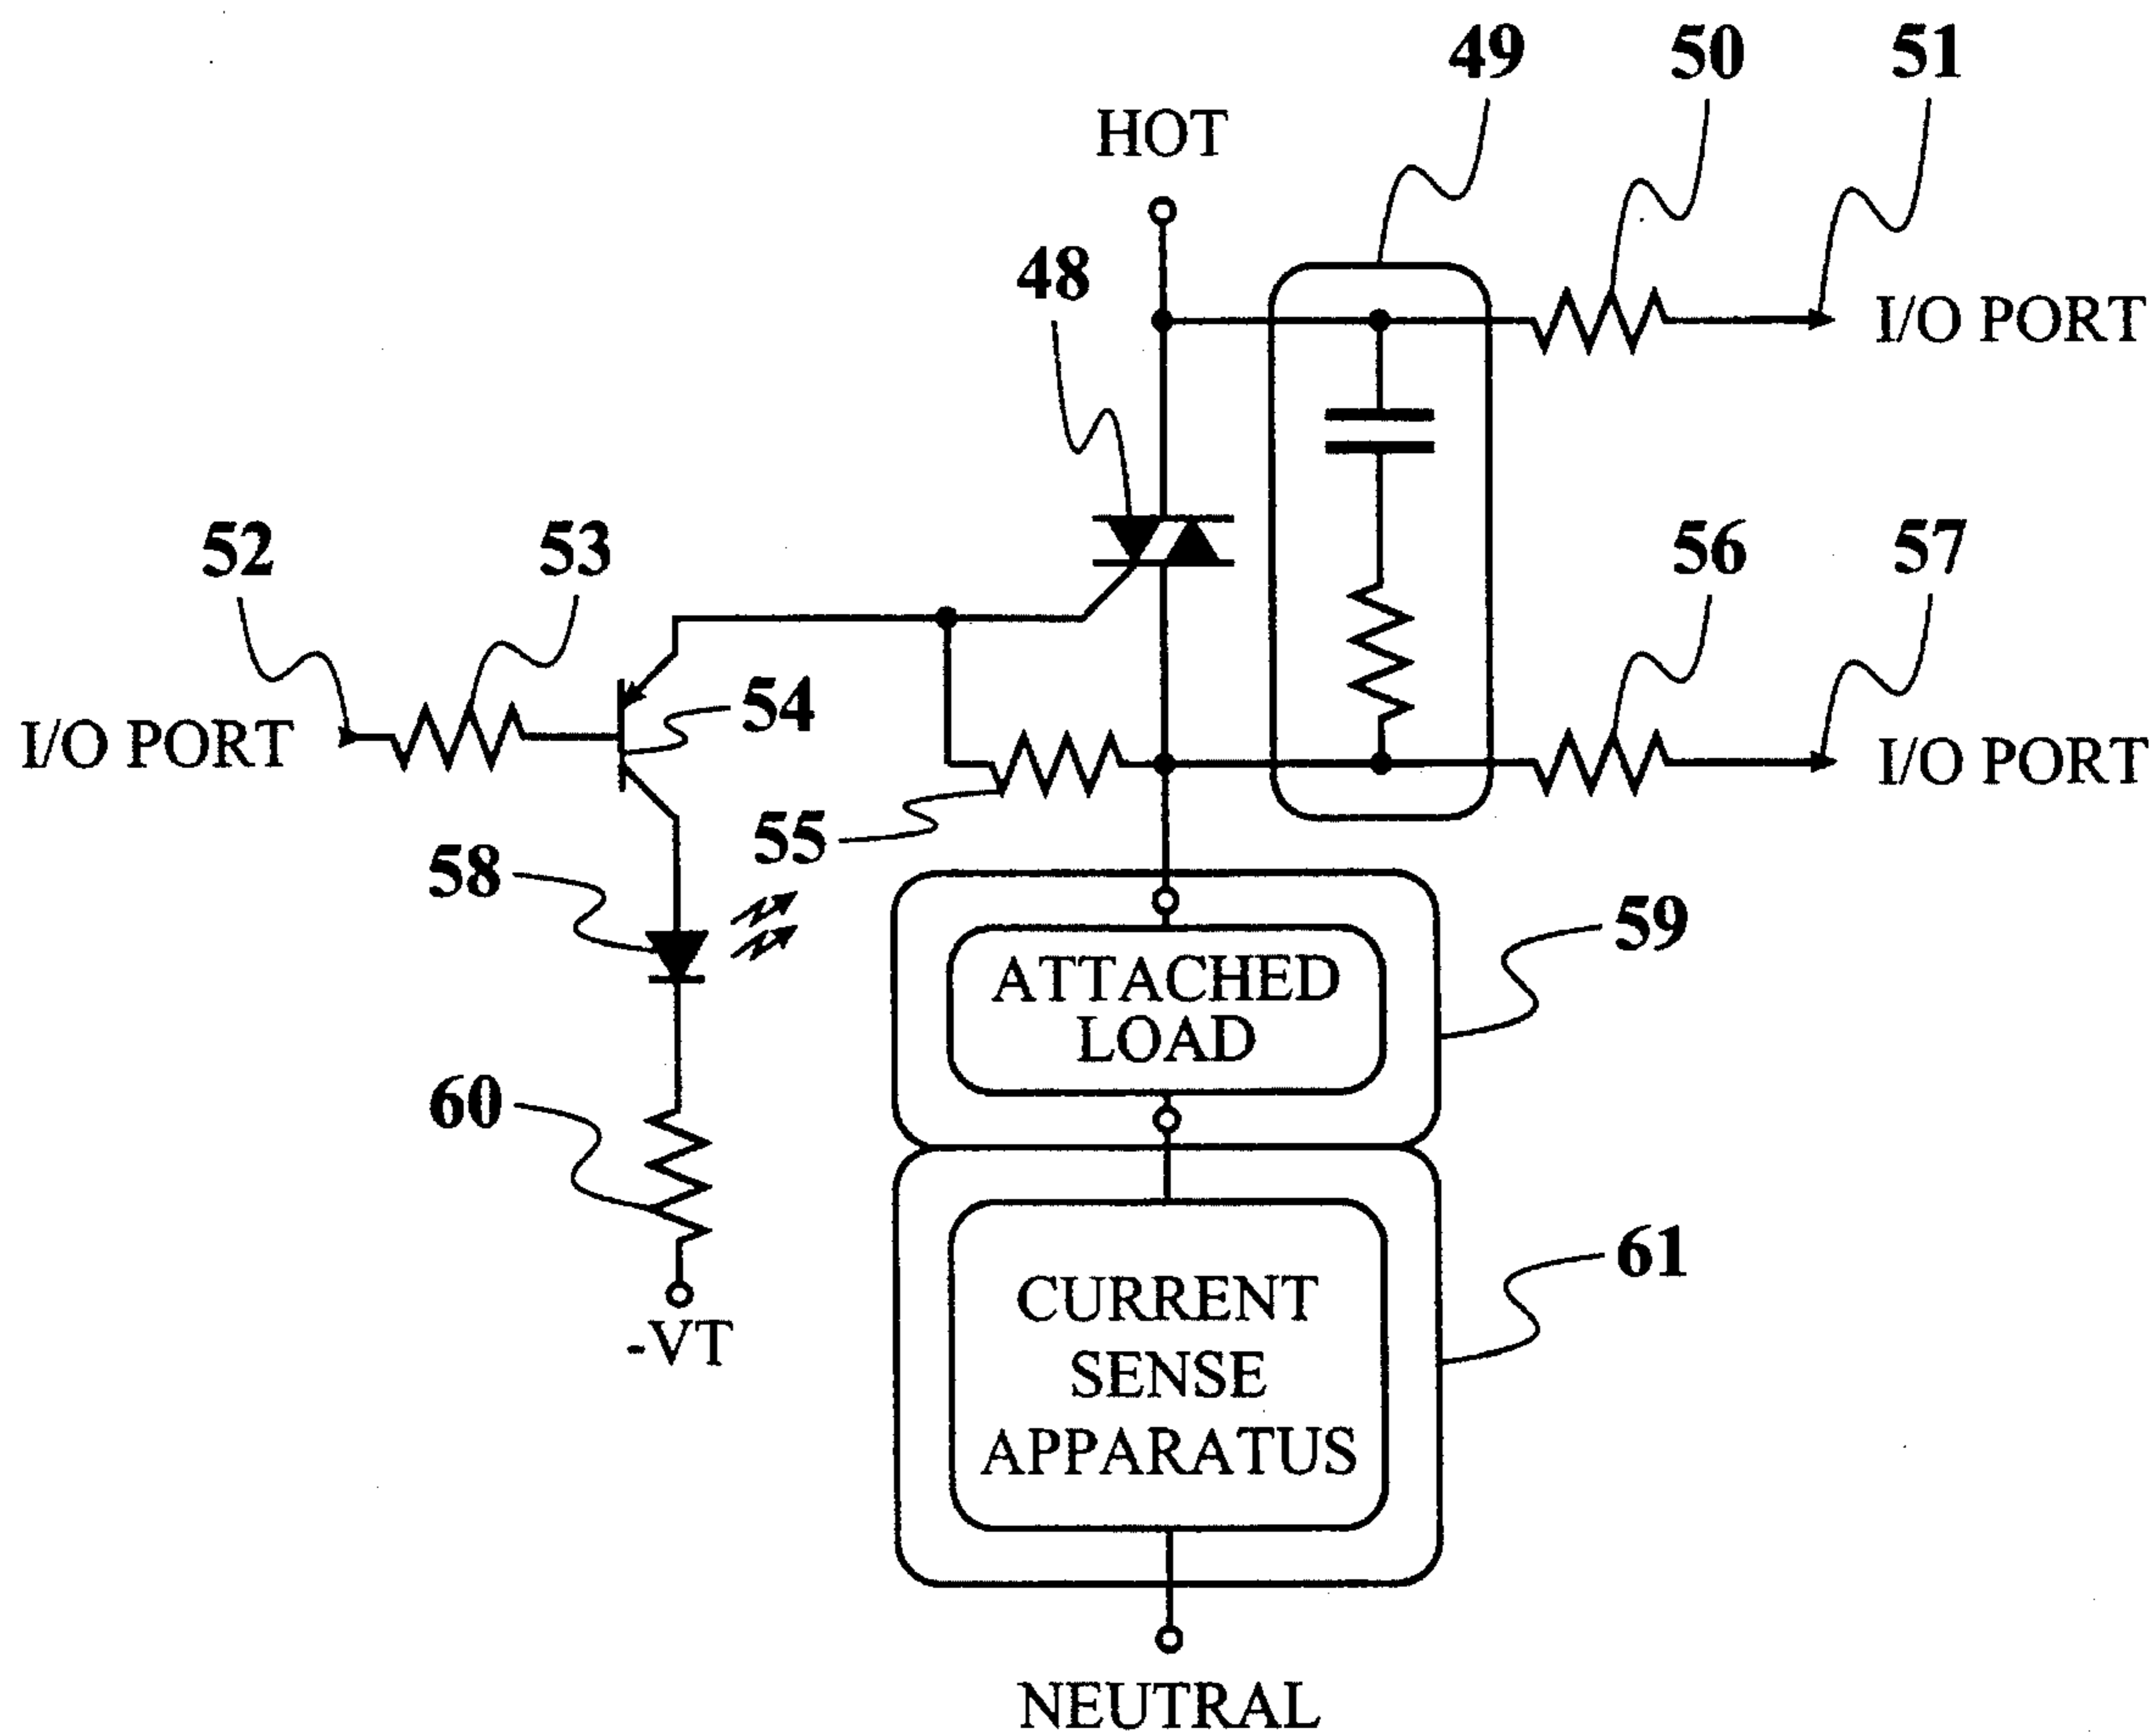 49
50
51
HOT
48
I/O PORT
52
53
56
57
54
I/O PORT
I/O PORT
55
58
59
ATTACHED
LOAD
60
61
CURRENT
SENSE
APPARATUS
-VT
NEUTRAL